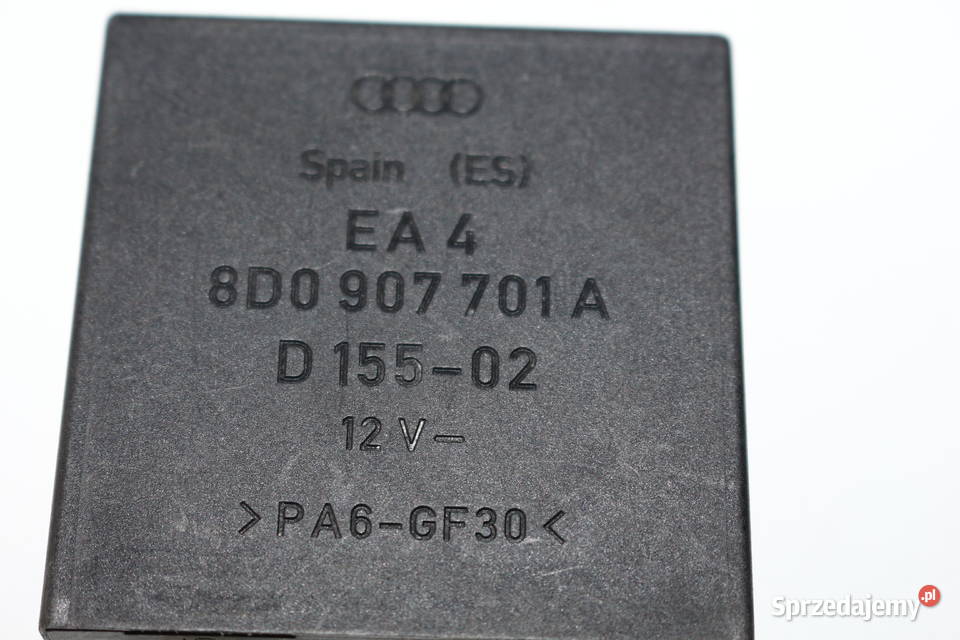 Spain (ES)
EA 4
8D0 907 701 A
D 155-02
12 V-
>PA6-GF30<
Sprzedajemy.pl